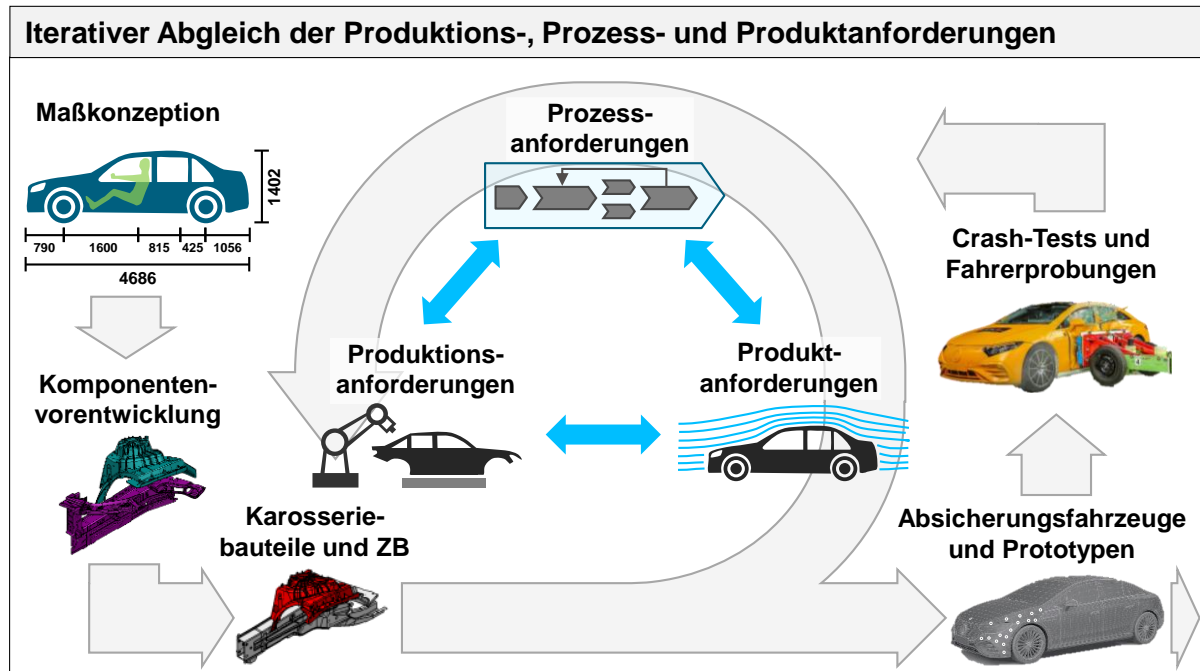 Iterativer Abgleich der Produktions-, Prozess- und Produktanforderungen
Maßkonzeption
1402
790 1600 815 425 1056
4686
Komponenten-
vorentwicklung
Karosserie-
bauteile und ZB
Prozess-
anforderungen
Produktions-
anforderungen
Produkt-
anforderungen
Crash-Tests und
Fahrerprobungen
Absicherungsfahrzeuge
und Prototypen